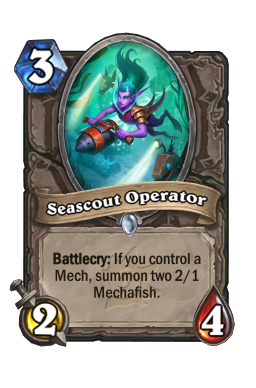 3
Seascout Operator
Battlecry: If you control a
Mech, summon two 2/1
Mechafish.
2
4